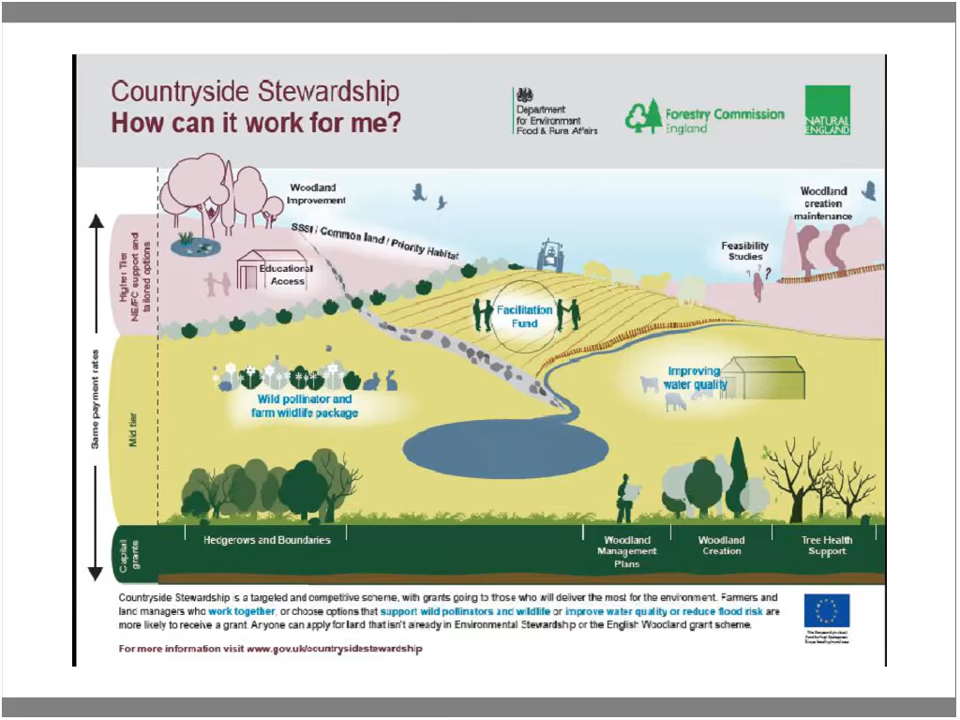 Countryside Stewardship
How can it work for me?
Department
for Environment
Food & Rural Affairs
Forestry Commission
England
NATURAL
ENGLAND
Woodland
Improvement
SSSI / Common land / Priority Habitat
Woodland
creation
maintenance
Feasibility
Studies
Educational
Access
Higher Tier
NE/FC support and
tailored options
Facilitation
Fund
Same payment rates
Mid tier
Wild pollinator and
farm wildlife package
Improving
water quality
Capital
grants
Hedgerows and Boundaries
Woodland
Management
Plans
Woodland
Creation
Tree Health
Support
Countryside Stewardship is a targeted and competitive scheme, with grants going to those who will deliver the most for the environment. Farmers and
land managers who work together, or choose options that support wild pollinators and wildlife or improve water quality or reduce flood risk are
more likely to receive a grant. Anyone can apply for land that isn't already in Environmental Stewardship or the English Woodland grant scheme.
For more information visit www.gov.uk/countrysidestewardship